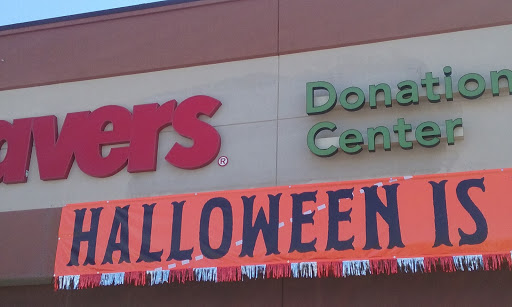 avers®
Donation
Center
HALLOWEEN IS